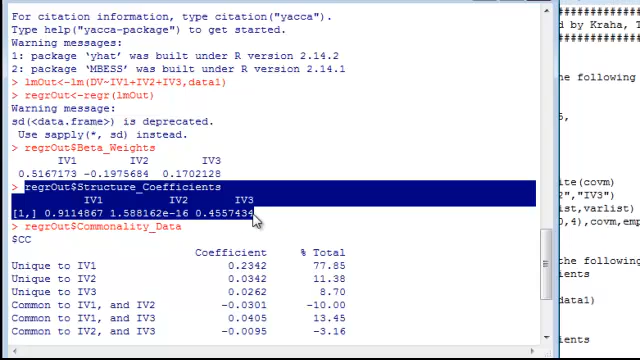 For citation information, type citation("yacca").
Type help("yacca-package") to get started.
Warning messages:
1: package ‘yhat’ was built under R version 2.14.2
2: package ‘MBESS’ was built under R version 2.14.1
> lmOut<-lm(DV~IV1+IV2+IV3,data1)
> regrOut<-regr(lmOut)
Warning message:
sd(<data.frame>) is deprecated.
Use sapply(*, sd) instead.
> regrOut$Beta_Weights
IV1 IV2 IV3
0.5167173 -0.1975684 0.1702128
> regrOut$Structure_Coefficients
IV1 IV2 IV3
[1,] 0.9114867 1.588162e-16 0.4557434
> regrOut$Commonality_Data
$CC
Coefficient % Total
Unique to IV1 0.2342 77.85
Unique to IV2 0.0342 11.38
Unique to IV3 0.0262 8.70
Common to IV1, and IV2 -0.0301 -10.00
Common to IV1, and IV3 0.0405 13.45
Common to IV2, and IV3 -0.0095 -3.16
##########################
d by Kraha, T
##########################
he following
6,
ite(covm)
2","IV3")
list,varlist)
0,4),covm,emp
the following
ients
data1)
ients